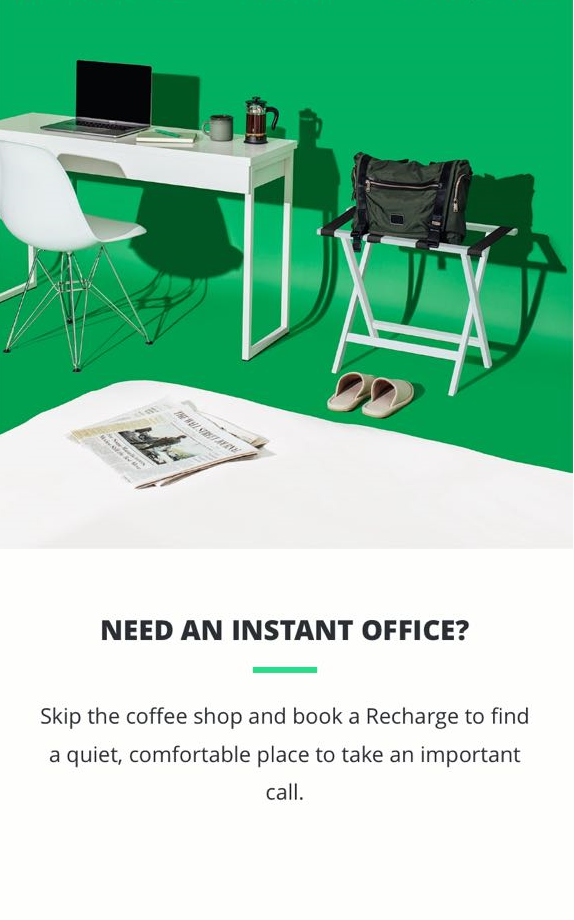 THE WALL STREET JOURNAL
NEED AN INSTANT OFFICE?
Skip the coffee shop and book a Recharge to find
a quiet, comfortable place to take an important
call.